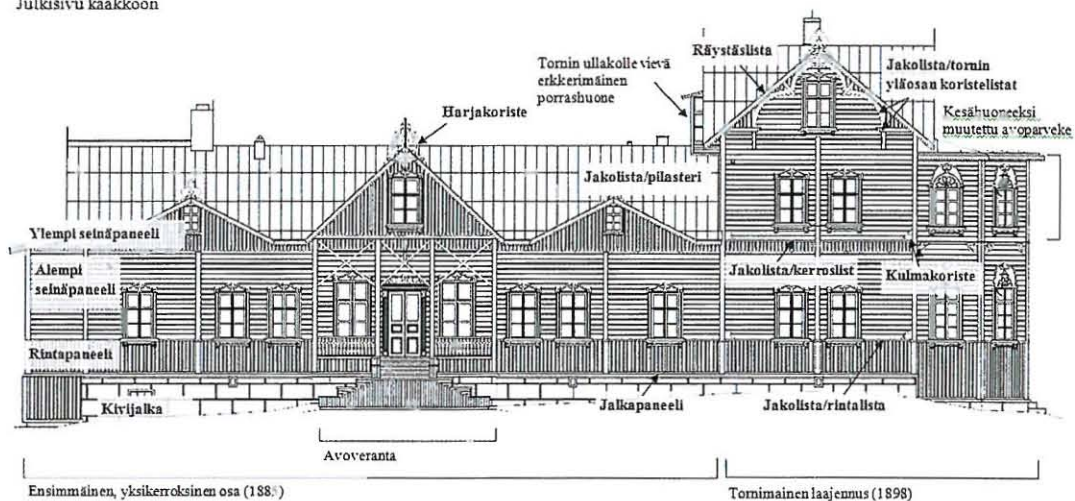 Julkisivu kaakkoon
Räystäslista
Tornin ullakolle vievä
erkkerimäinen
porrashuone
Jakolista/tornin
yläosan koristelistat
Harjakoriste
Kesähuoneeksi
muutettu avoparveke
Jakolista/pilasteri
Ylempi seinäpaneeli
Alempi
seinäpaneeli
Jakolista/kerroslist
Kulmakoriste
Rintapaneeli
Kivijalka
Jalkapaneeli
Jakolista/rintalista
Avoveranta
Ensimmäinen, yksikerroksinen osa (1885)
Tornimainen laajennus (1898)